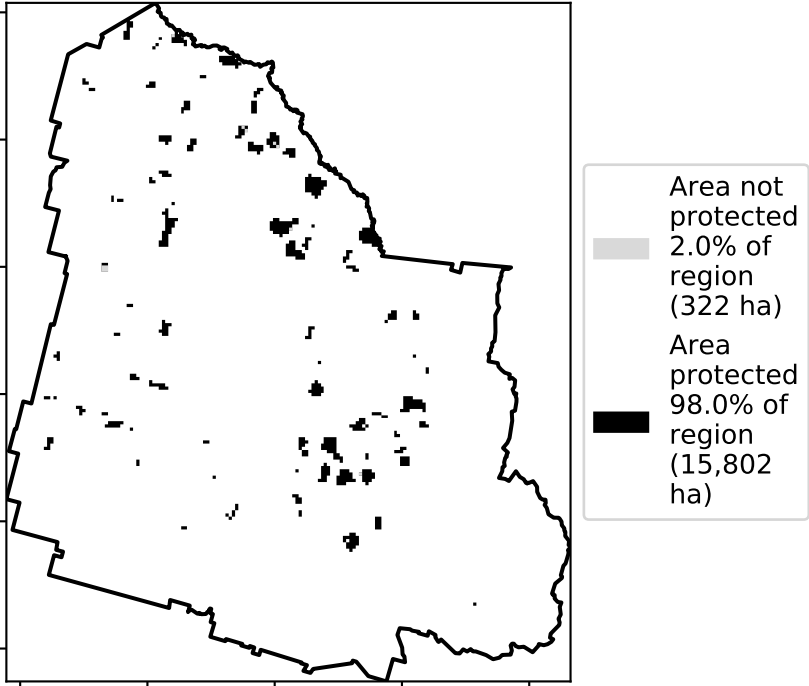 Area not
protected
2.0% of
region
(322 ha)
Area
protected
98.0% of
region
(15,802
ha)